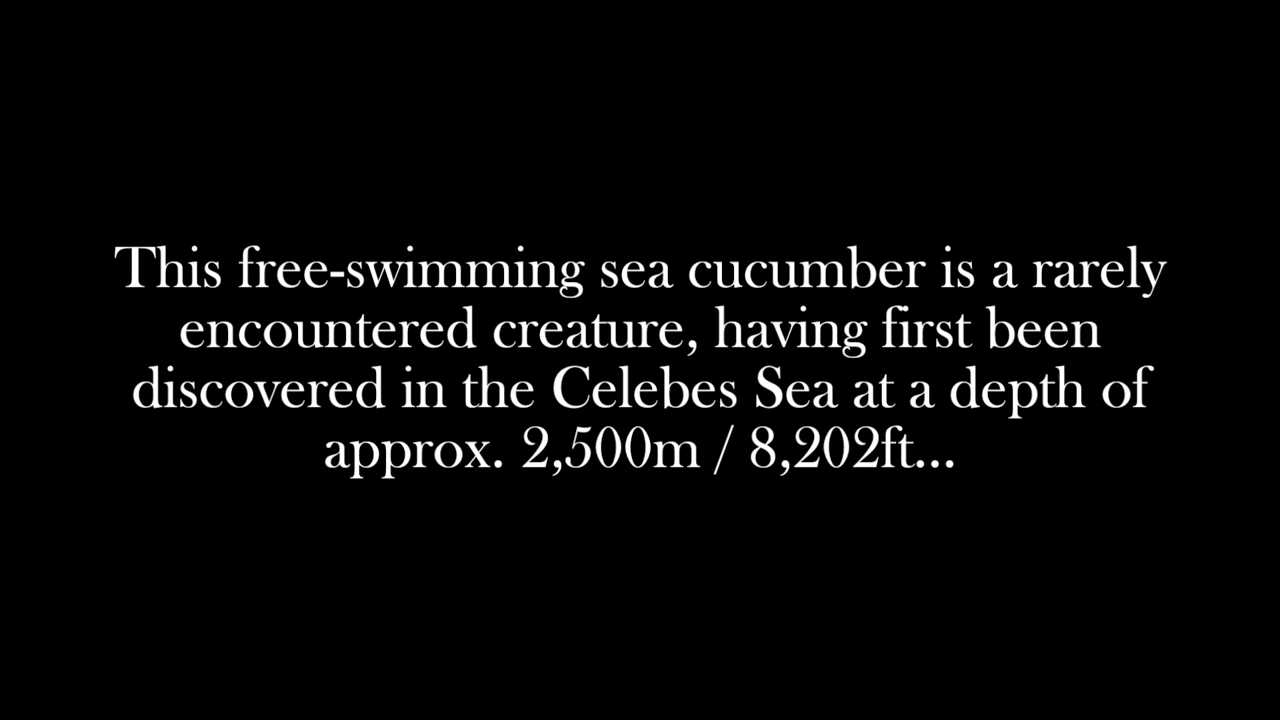 This free-swimming sea cucumber is a rarely
encountered creature, having first been
discovered in the Celebes Sea at a depth of
approx. 2,500m / 8,202ft...